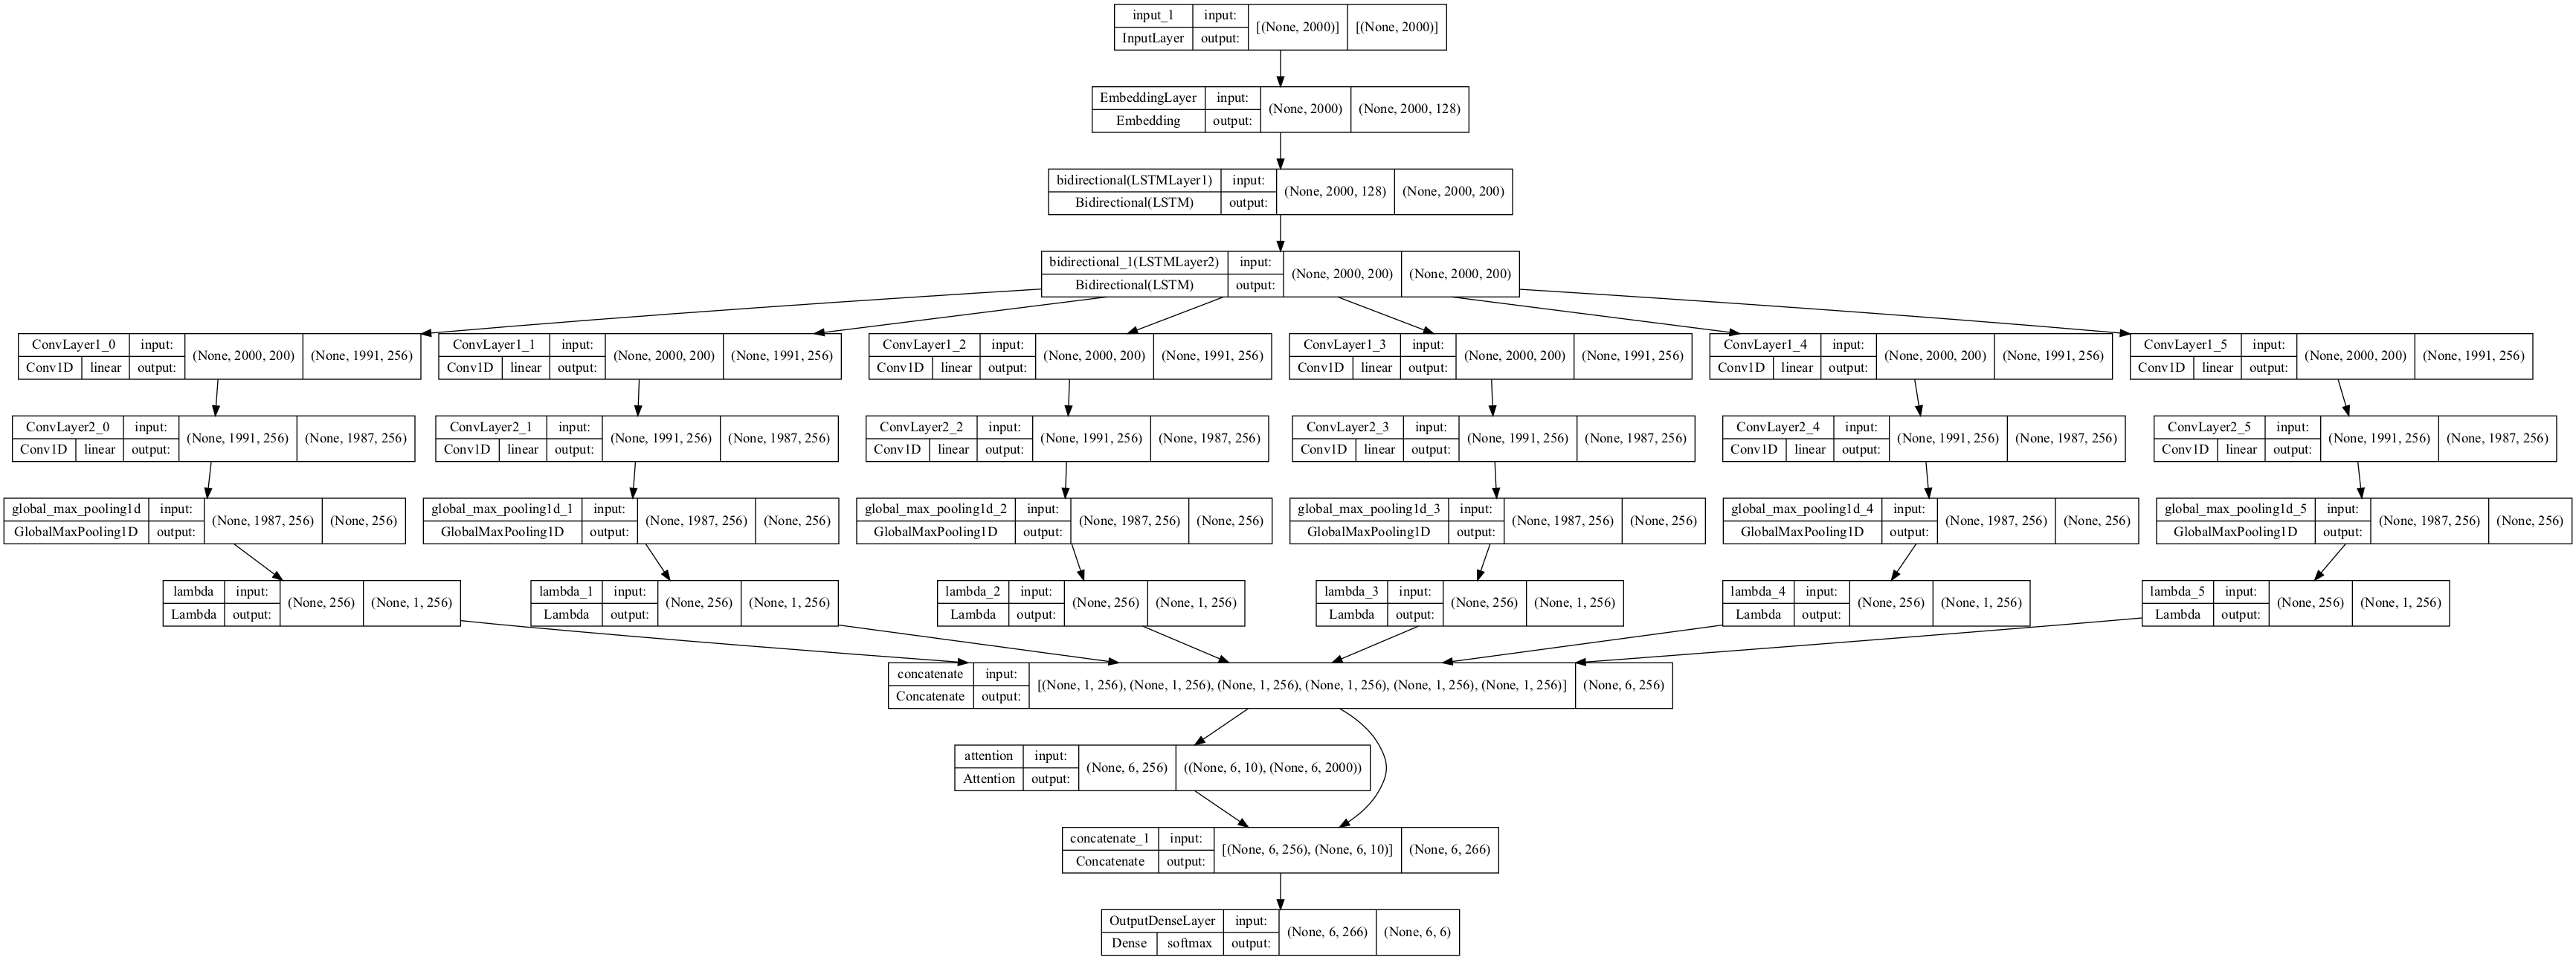 input_1 input: [(None, 2000)] [(None, 2000)]
InputLayer output:
EmbeddingLayer input: (None, 2000) (None, 2000, 128)
Embedding output:
bidirectional(LSTMLayer1) input: (None, 2000, 128) (None, 2000, 200)
Bidirectional(LSTM) output:
bidirectional_1(LSTMLayer2) input: (None, 2000, 200) (None, 2000, 200)
Bidirectional(LSTM) output:
ConvLayer1_0 input: (None, 2000, 200) (None, 1991, 256)
Conv1D linear output:
ConvLayer1_1 input: (None, 2000, 200) (None, 1991, 256)
Conv1D linear output:
ConvLayer1_2 input: (None, 2000, 200) (None, 1991, 256)
Conv1D linear output:
ConvLayer1_3 input: (None, 2000, 200) (None, 1991, 256)
Conv1D linear output:
ConvLayer1_4 input: (None, 2000, 200) (None, 1991, 256)
Conv1D linear output:
ConvLayer1_5 input: (None, 2000, 200) (None, 1991, 256)
Conv1D linear output:
ConvLayer2_0 input: (None, 1991, 256) (None, 1987, 256)
Conv1D linear output:
ConvLayer2_1 input: (None, 1991, 256) (None, 1987, 256)
Conv1D linear output:
ConvLayer2_2 input: (None, 1991, 256) (None, 1987, 256)
Conv1D linear output:
ConvLayer2_3 input: (None, 1991, 256) (None, 1987, 256)
Conv1D linear output:
ConvLayer2_4 input: (None, 1991, 256) (None, 1987, 256)
Conv1D linear output:
ConvLayer2_5 input: (None, 1991, 256) (None, 1987, 256)
Conv1D linear output:
global_max_pooling1d input: (None, 1987, 256) (None, 256)
GlobalMaxPooling1D output:
global_max_pooling1d_1 input: (None, 1987, 256) (None, 256)
GlobalMaxPooling1D output:
global_max_pooling1d_2 input: (None, 1987, 256) (None, 256)
GlobalMaxPooling1D output:
global_max_pooling1d_3 input: (None, 1987, 256) (None, 256)
GlobalMaxPooling1D output:
global_max_pooling1d_4 input: (None, 1987, 256) (None, 256)
GlobalMaxPooling1D output:
global_max_pooling1d_5 input: (None, 1987, 256) (None, 256)
GlobalMaxPooling1D output:
lambda input: (None, 256) (None, 1, 256)
Lambda output:
lambda_1 input: (None, 256) (None, 1, 256)
Lambda output:
lambda_2 input: (None, 256) (None, 1, 256)
Lambda output:
lambda_3 input: (None, 256) (None, 1, 256)
Lambda output:
lambda_4 input: (None, 256) (None, 1, 256)
Lambda output:
lambda_5 input: (None, 256) (None, 1, 256)
Lambda output:
concatenate input: [(None, 1, 256), (None, 1, 256), (None, 1, 256), (None, 1, 256), (None, 1, 256), (None, 1, 256)] (None, 6, 256)
Concatenate output:
attention input: (None, 6, 256) ((None, 6, 10), (None, 6, 2000))
Attention output:
concatenate_1 input: [(None, 6, 256), (None, 6, 10)] (None, 6, 266)
Concatenate output:
OutputDenseLayer input: (None, 6, 266) (None, 6, 6)
Dense softmax output: